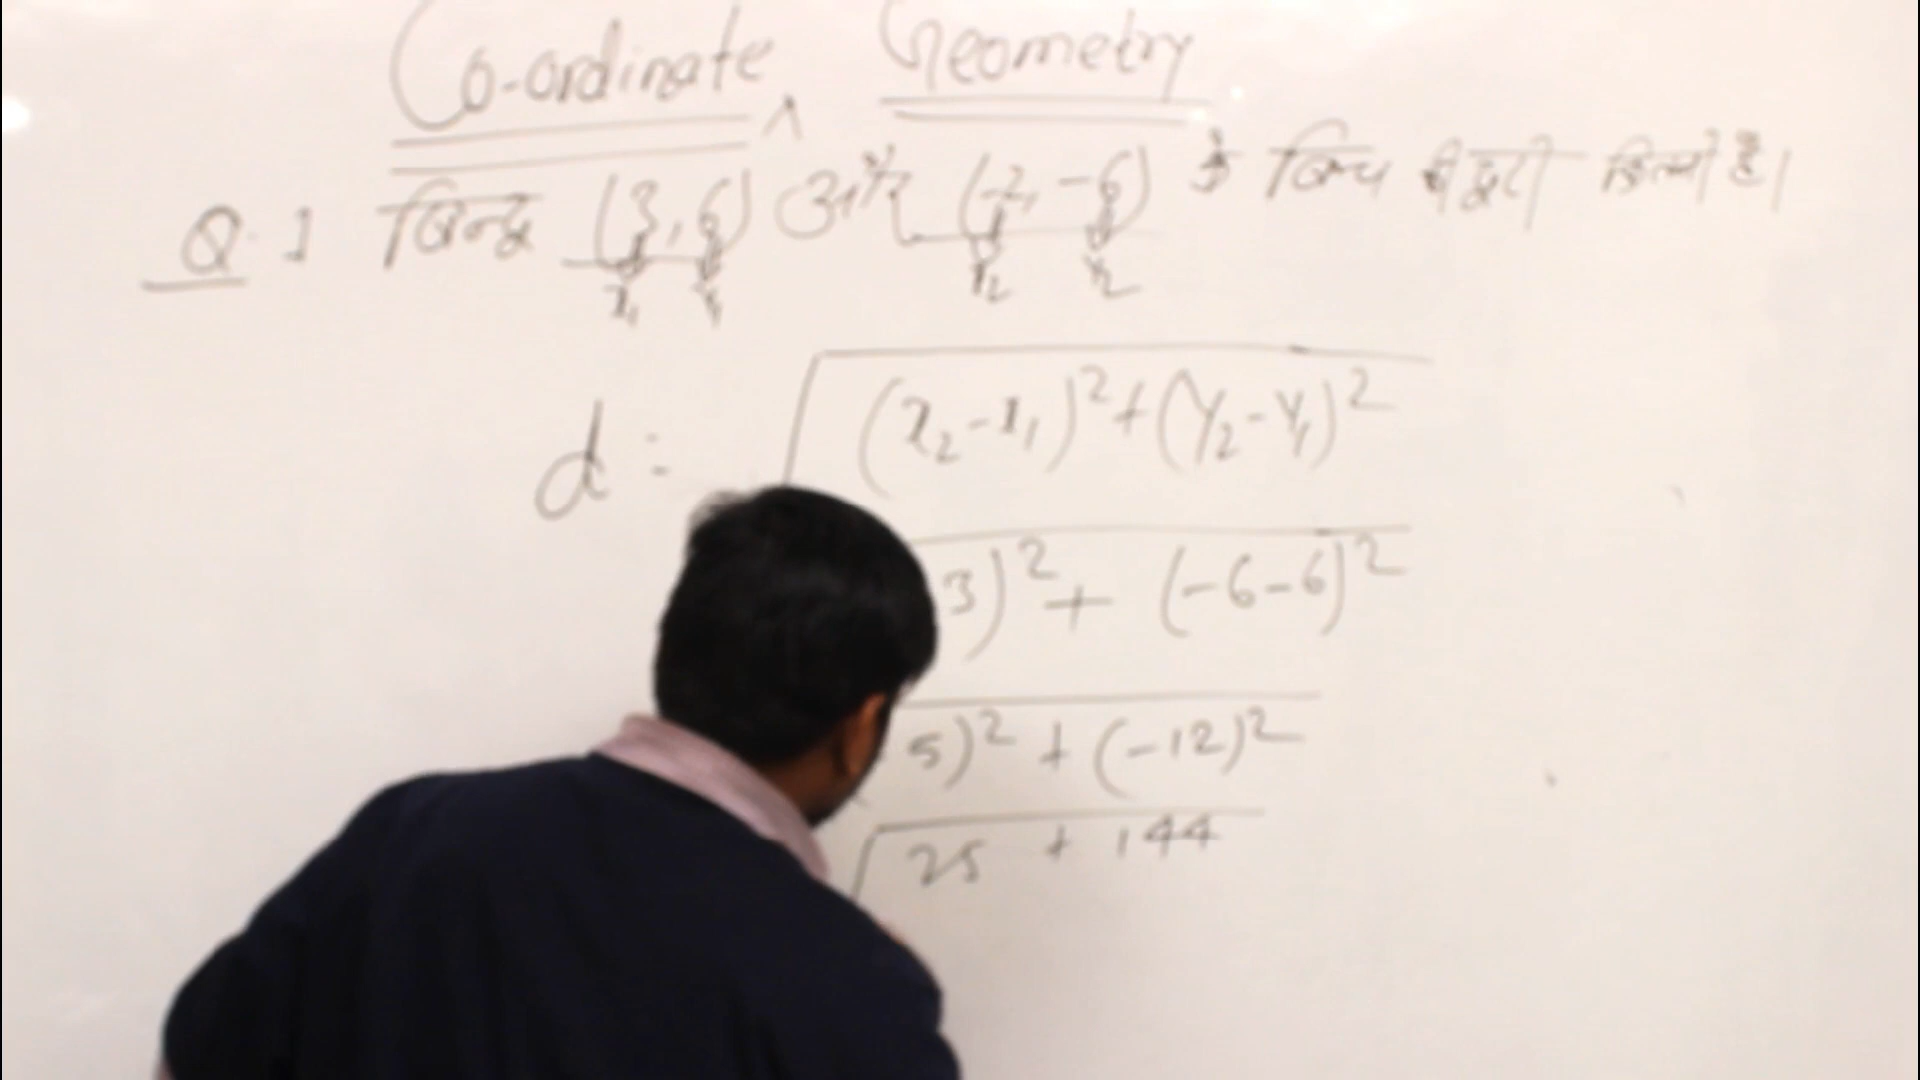 Co-ordinate Geometry
Q. 1 बिन्दु (3, 6) और (-2, -6) के बिच की दूरी कितनी है।
x₁ y₁ x₂ y₂
d = √(x₂-x₁)²+(y₂-y₁)²
3)² + (-6-6)²
5)² + (-12)²
√25 + 144